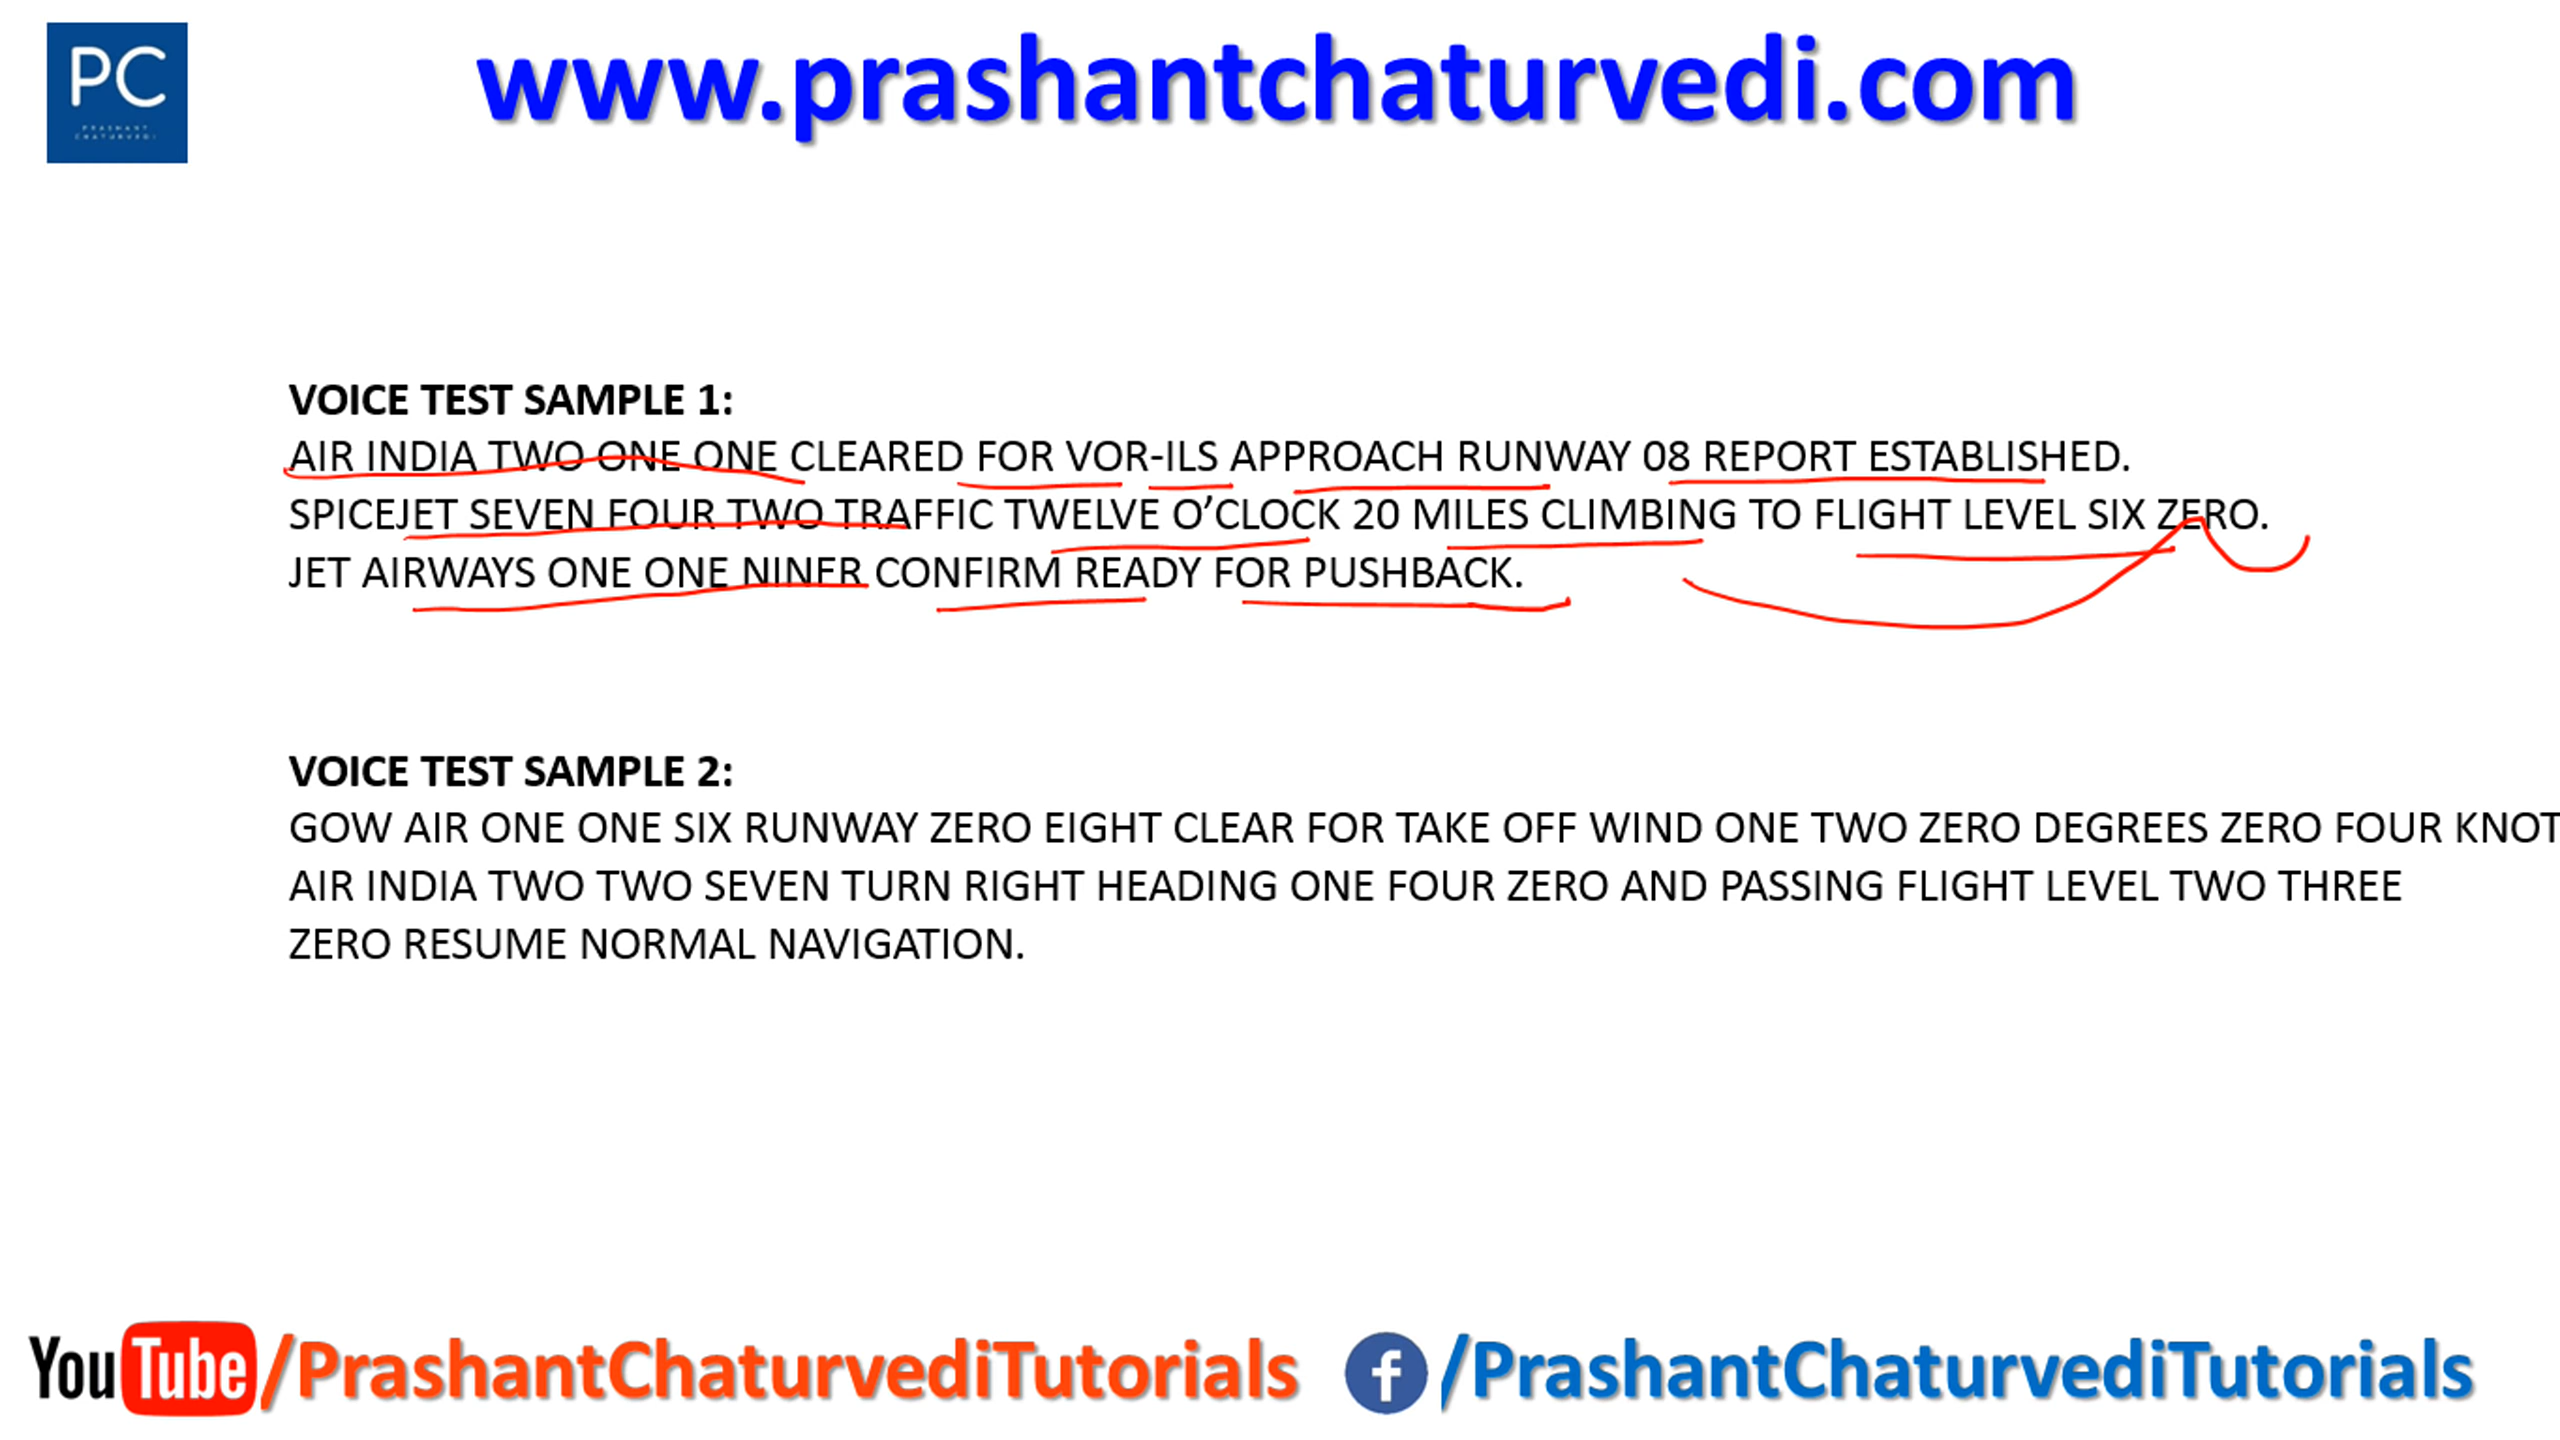 PC
PRASHANT
CHATURVEDI
www.prashantchaturvedi.com
VOICE TEST SAMPLE 1:
AIR INDIA TWO ONE ONE CLEARED FOR VOR-ILS APPROACH RUNWAY 08 REPORT ESTABLISHED.
SPICEJET SEVEN FOUR TWO TRAFFIC TWELVE O’CLOCK 20 MILES CLIMBING TO FLIGHT LEVEL SIX ZERO.
JET AIRWAYS ONE ONE NINER CONFIRM READY FOR PUSHBACK.
VOICE TEST SAMPLE 2:
GOW AIR ONE ONE SIX RUNWAY ZERO EIGHT CLEAR FOR TAKE OFF WIND ONE TWO ZERO DEGREES ZERO FOUR KNOT
AIR INDIA TWO TWO SEVEN TURN RIGHT HEADING ONE FOUR ZERO AND PASSING FLIGHT LEVEL TWO THREE
ZERO RESUME NORMAL NAVIGATION.
YouTube/PrashantChaturvediTutorials f/PrashantChaturvediTutorials